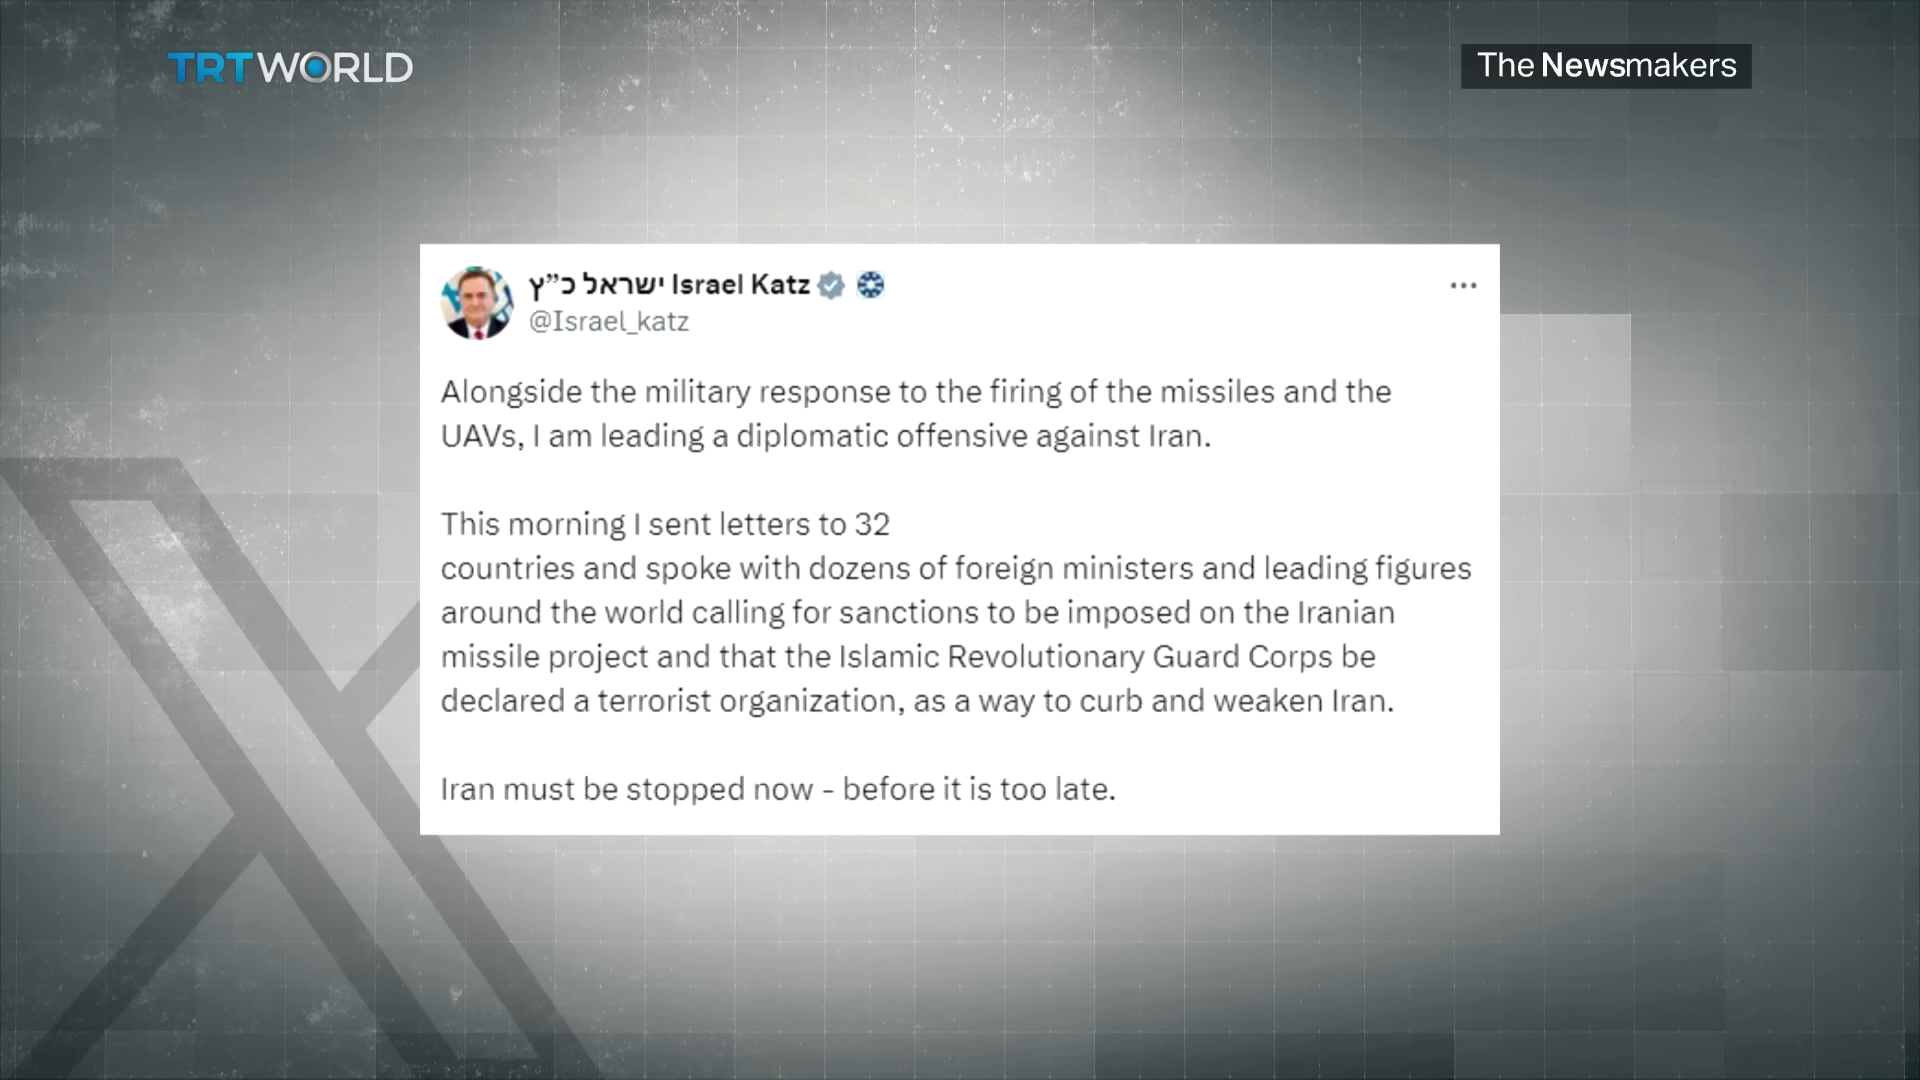 TRT WORLD
The Newsmakers
ישראל כ”ץ Israel Katz
@Israel_katz
Alongside the military response to the firing of the missiles and the
UAVs, I am leading a diplomatic offensive against Iran.
This morning I sent letters to 32
countries and spoke with dozens of foreign ministers and leading figures
around the world calling for sanctions to be imposed on the Iranian
missile project and that the Islamic Revolutionary Guard Corps be
declared a terrorist organization, as a way to curb and weaken Iran.
Iran must be stopped now - before it is too late.